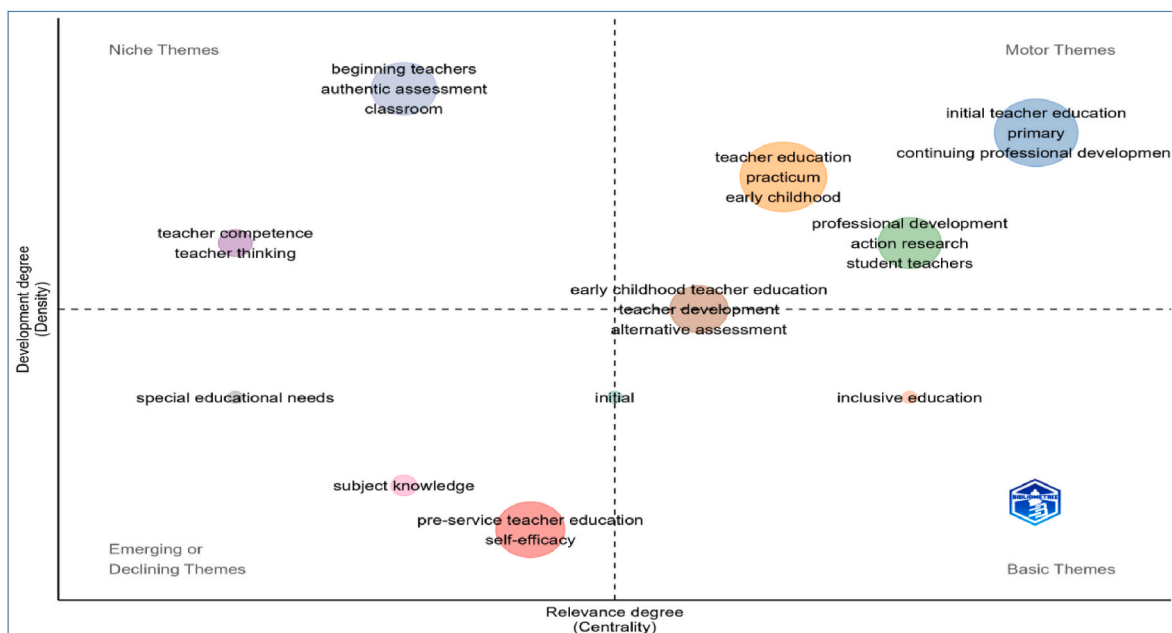 Niche Themes
Motor Themes
beginning teachers
authentic assessment
classroom
initial teacher education
primary
continuing professional developmen
teacher education
practicum
early childhood
professional development
action research
student teachers
teacher competence
teacher thinking
early childhood teacher education
teacher development
alternative assessment
special educational needs
initial
inclusive education
subject knowledge
pre-service teacher education
self-efficacy
BIBLIOMETRIX
Emerging or
Declining Themes
Basic Themes
Development degree
(Density)
Relevance degree
(Centrality)